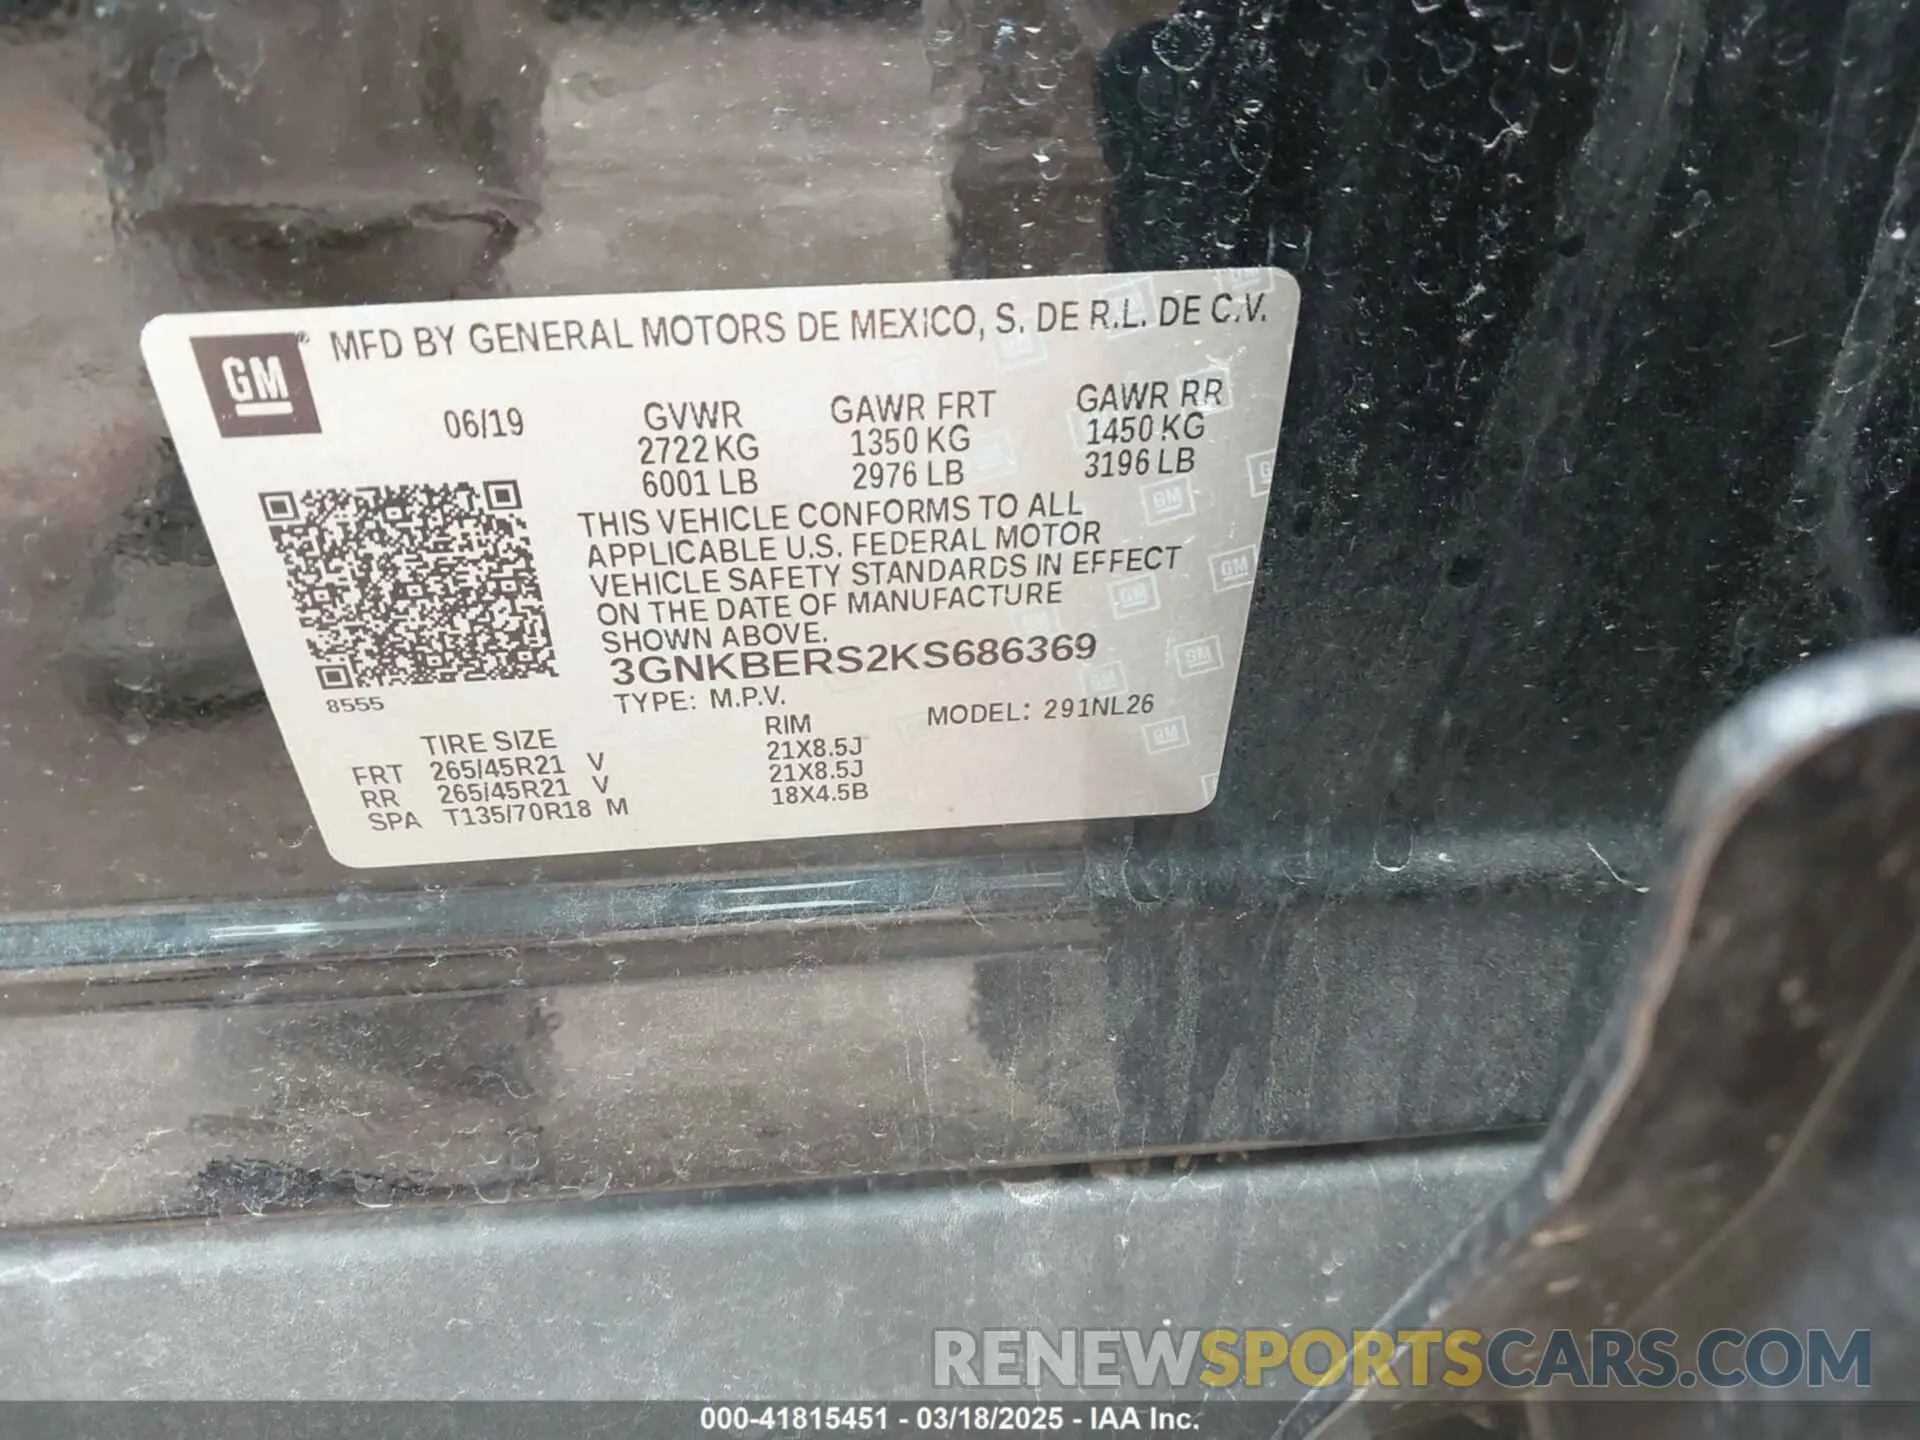 GM® MFD BY GENERAL MOTORS DE MEXICO, S. DE R.L. DE C.V.
06/19 GVWR GAWR FRT GAWR RR
2722 KG 1350 KG 1450 KG
6001 LB 2976 LB 3196 LB
THIS VEHICLE CONFORMS TO ALL
APPLICABLE U.S. FEDERAL MOTOR
VEHICLE SAFETY STANDARDS IN EFFECT
ON THE DATE OF MANUFACTURE
SHOWN ABOVE.
3GNKBERS2KS686369
8555 TYPE: M.P.V. MODEL: 291NL26
TIRE SIZE RIM
FRT 265/45R21 V 21X8.5J
RR 265/45R21 V 21X8.5J
SPA T135/70R18 M 18X4.5B
RENEWSPORTSCARS.COM
000-41815451 - 03/18/2025 - IAA Inc.